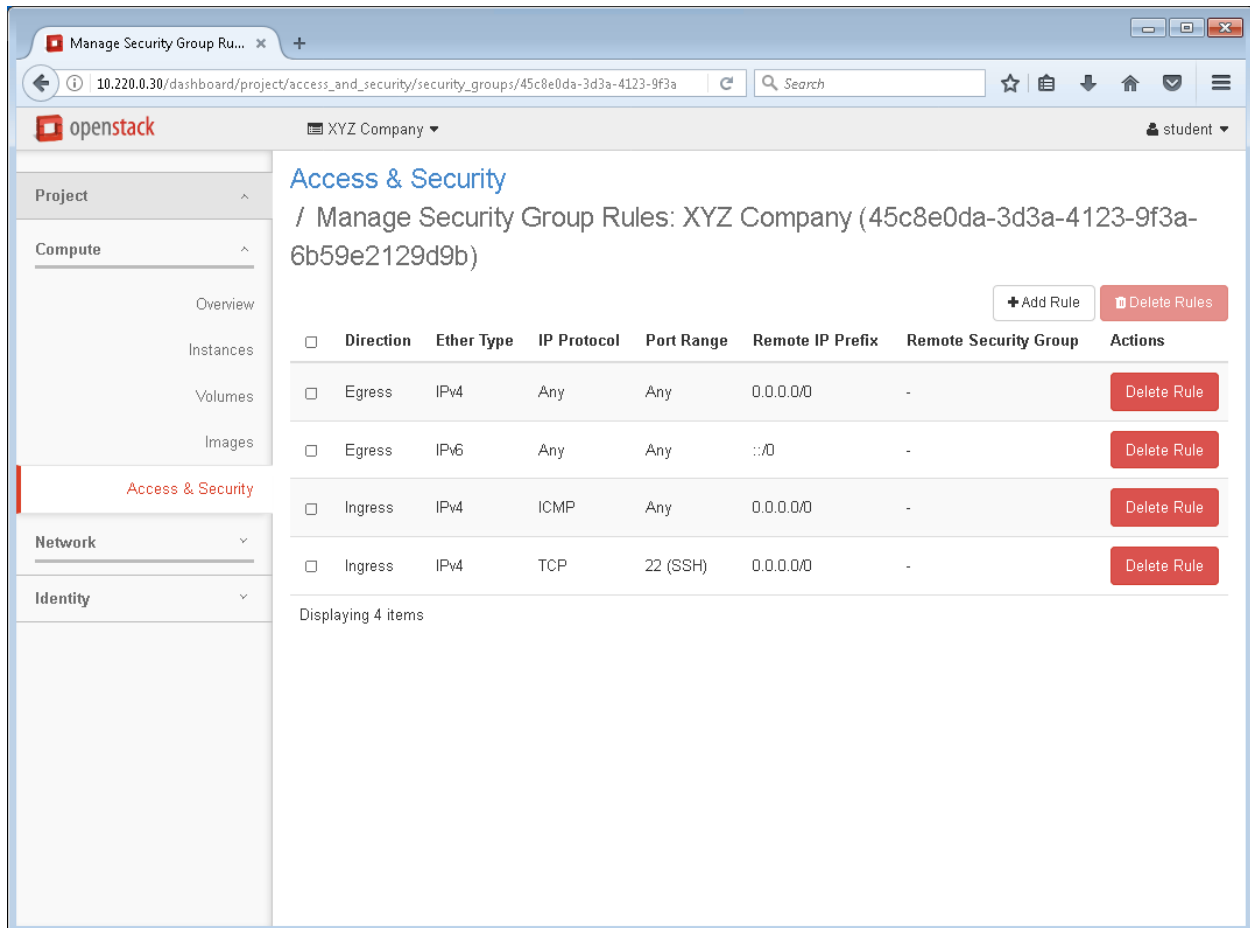 Manage Security Group Ru...
10.220.0.30/dashboard/project/access_and_security/security_groups/45c8e0da-3d3a-4123-9f3a
Search
openstack
XYZ Company
student
Project
Compute
Overview
Instances
Volumes
Images
Access & Security
Network
Identity
Access & Security
/ Manage Security Group Rules: XYZ Company (45c8e0da-3d3a-4123-9f3a-
6b59e2129d9b)
+ Add Rule Delete Rules
Direction Ether Type IP Protocol Port Range Remote IP Prefix Remote Security Group Actions
Egress IPv4 Any Any 0.0.0.0/0 - Delete Rule
Egress IPv6 Any Any ::/0 - Delete Rule
Ingress IPv4 ICMP Any 0.0.0.0/0 - Delete Rule
Ingress IPv4 TCP 22 (SSH) 0.0.0.0/0 - Delete Rule
Displaying 4 items